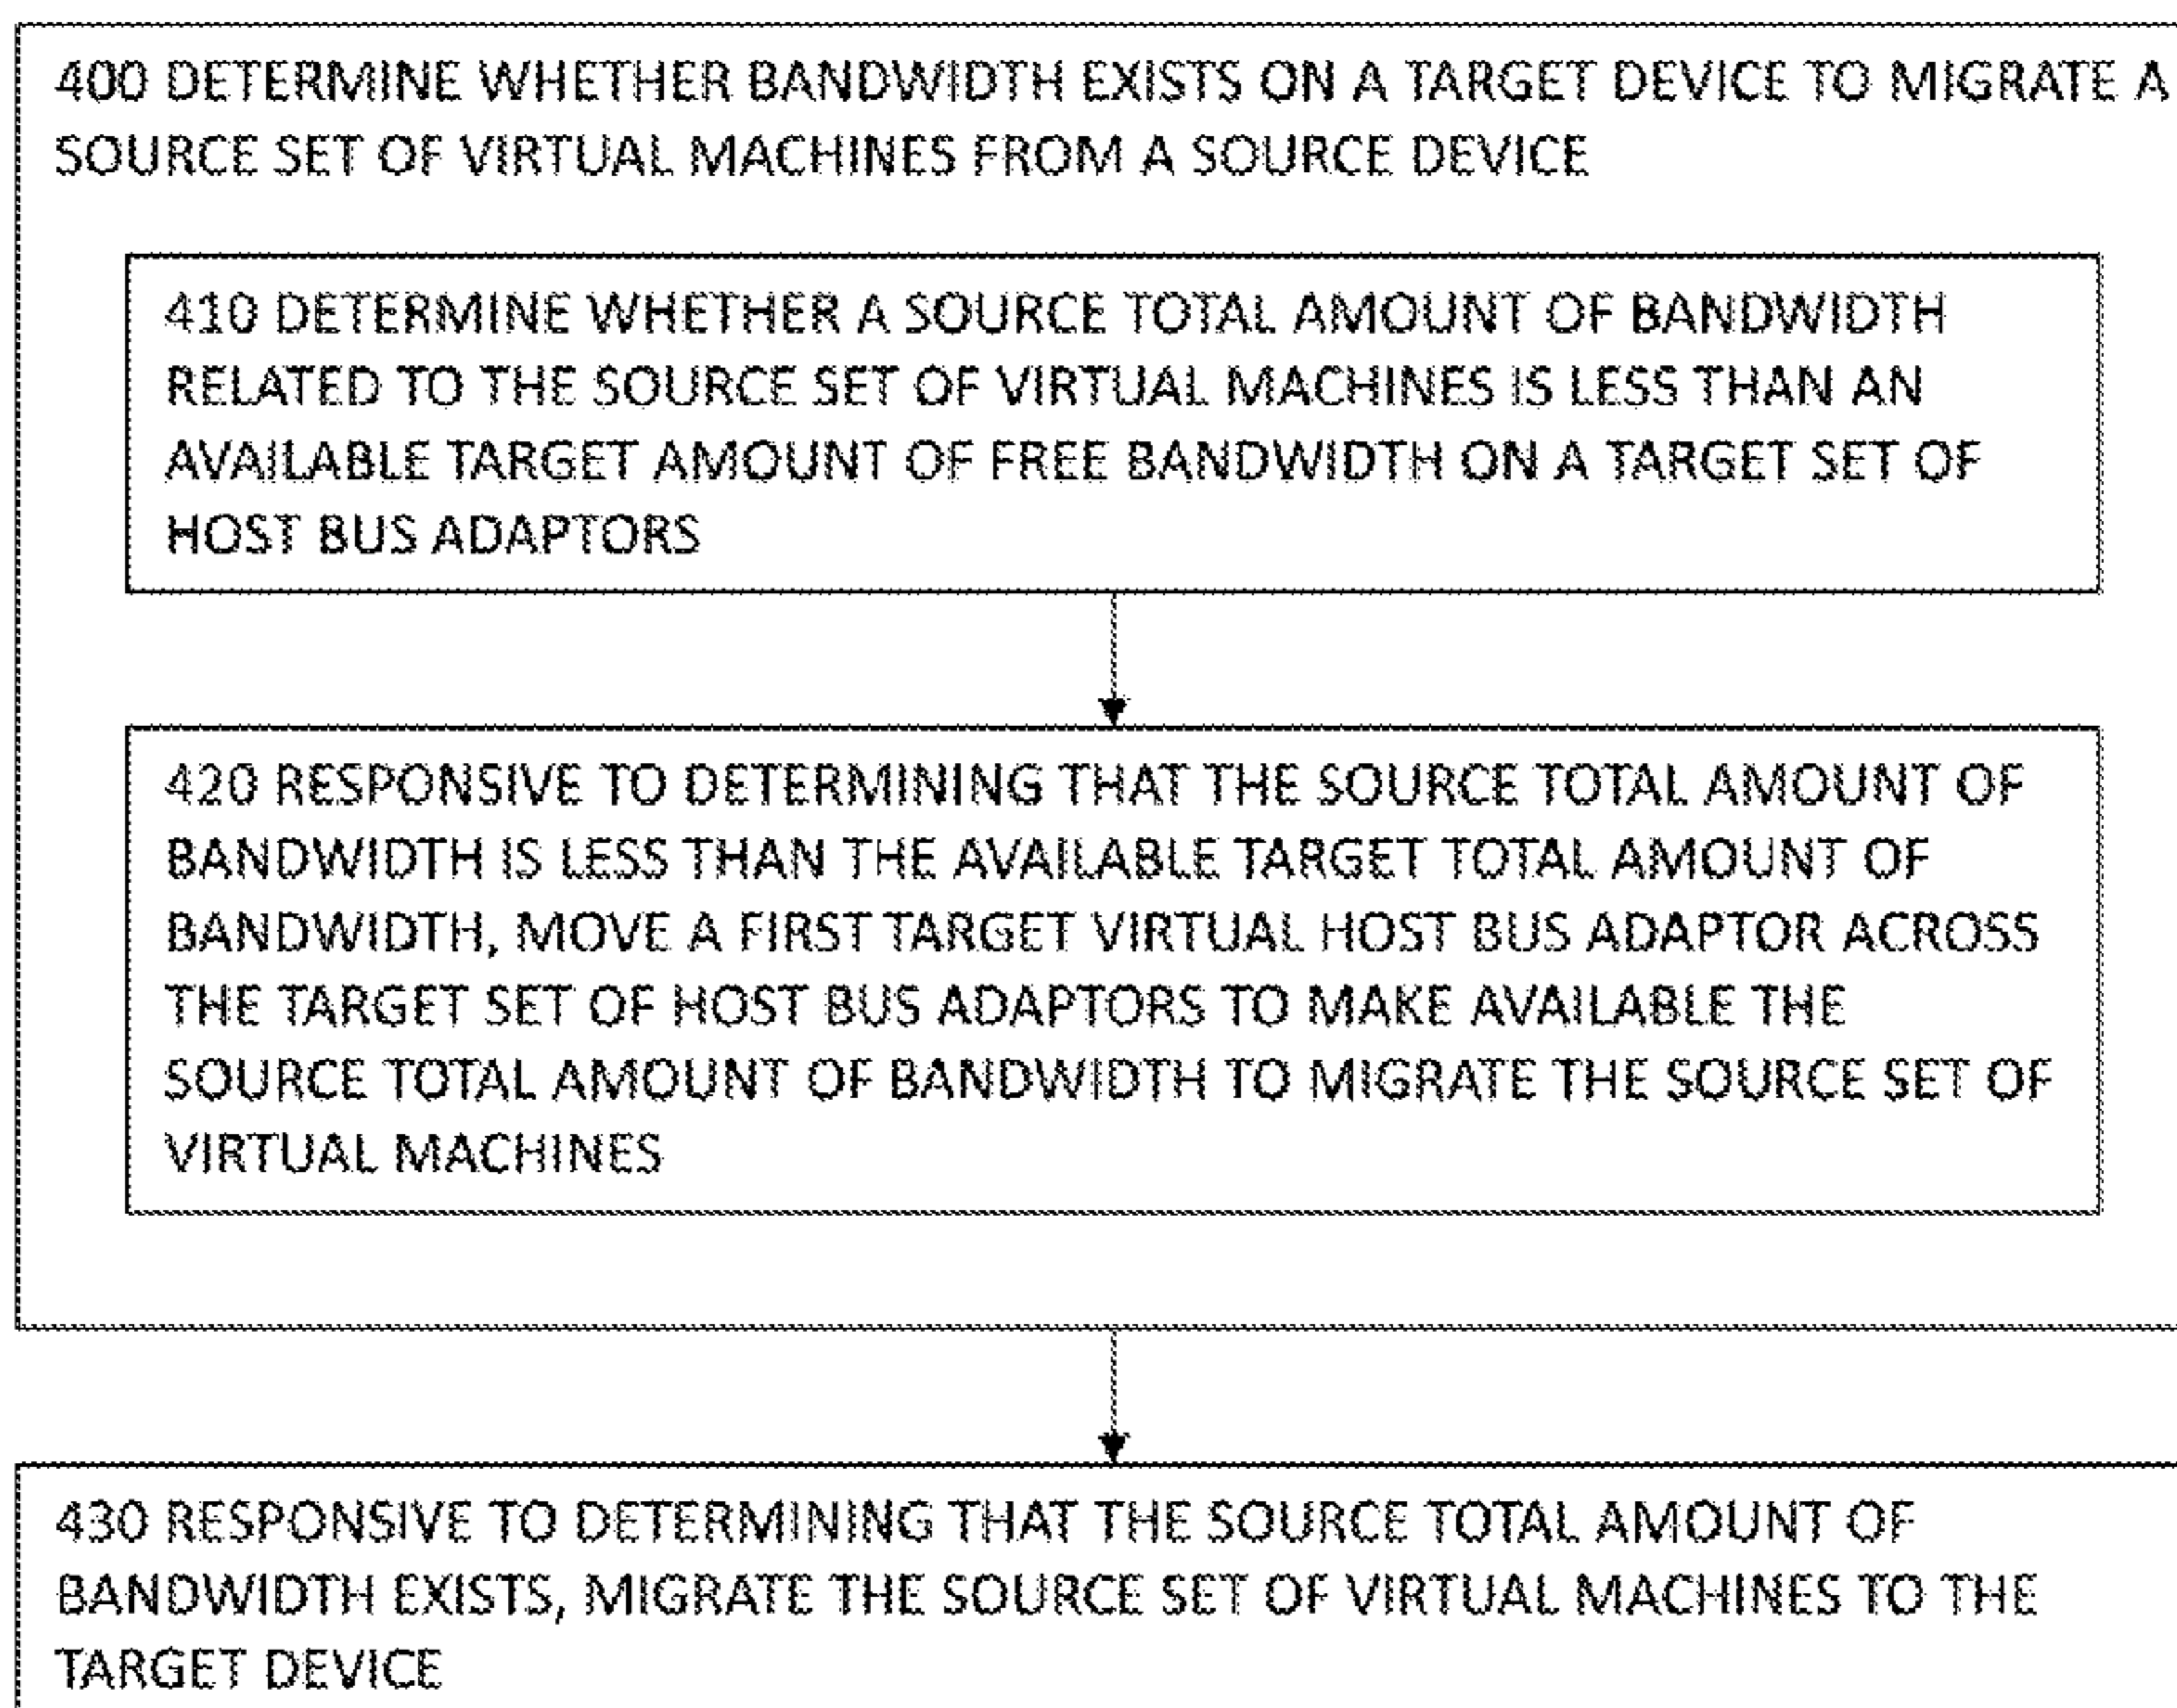 400 DETERMINE WHETHER BANDWIDTH EXISTS ON A TARGET DEVICE TO MIGRATE A
SOURCE SET OF VIRTUAL MACHINES FROM A SOURCE DEVICE
410 DETERMINE WHETHER A SOURCE TOTAL AMOUNT OF BANDWIDTH
RELATED TO THE SOURCE SET OF VIRTUAL MACHINES IS LESS THAN AN
AVAILABLE TARGET AMOUNT OF FREE BANDWIDTH ON A TARGET SET OF
HOST BUS ADAPTORS
420 RESPONSIVE TO DETERMINING THAT THE SOURCE TOTAL AMOUNT OF
BANDWIDTH IS LESS THAN THE AVAILABLE TARGET TOTAL AMOUNT OF
BANDWIDTH, MOVE A FIRST TARGET VIRTUAL HOST BUS ADAPTOR ACROSS
THE TARGET SET OF HOST BUS ADAPTORS TO MAKE AVAILABLE THE
SOURCE TOTAL AMOUNT OF BANDWIDTH TO MIGRATE THE SOURCE SET OF
VIRTUAL MACHINES
430 RESPONSIVE TO DETERMINING THAT THE SOURCE TOTAL AMOUNT OF
BANDWIDTH EXISTS, MIGRATE THE SOURCE SET OF VIRTUAL MACHINES TO THE
TARGET DEVICE